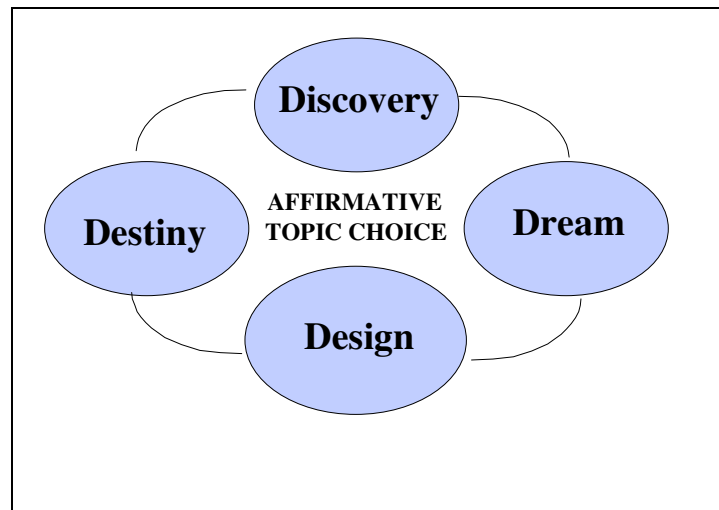 Discovery
AFFIRMATIVE
TOPIC CHOICE
Destiny
Dream
Design